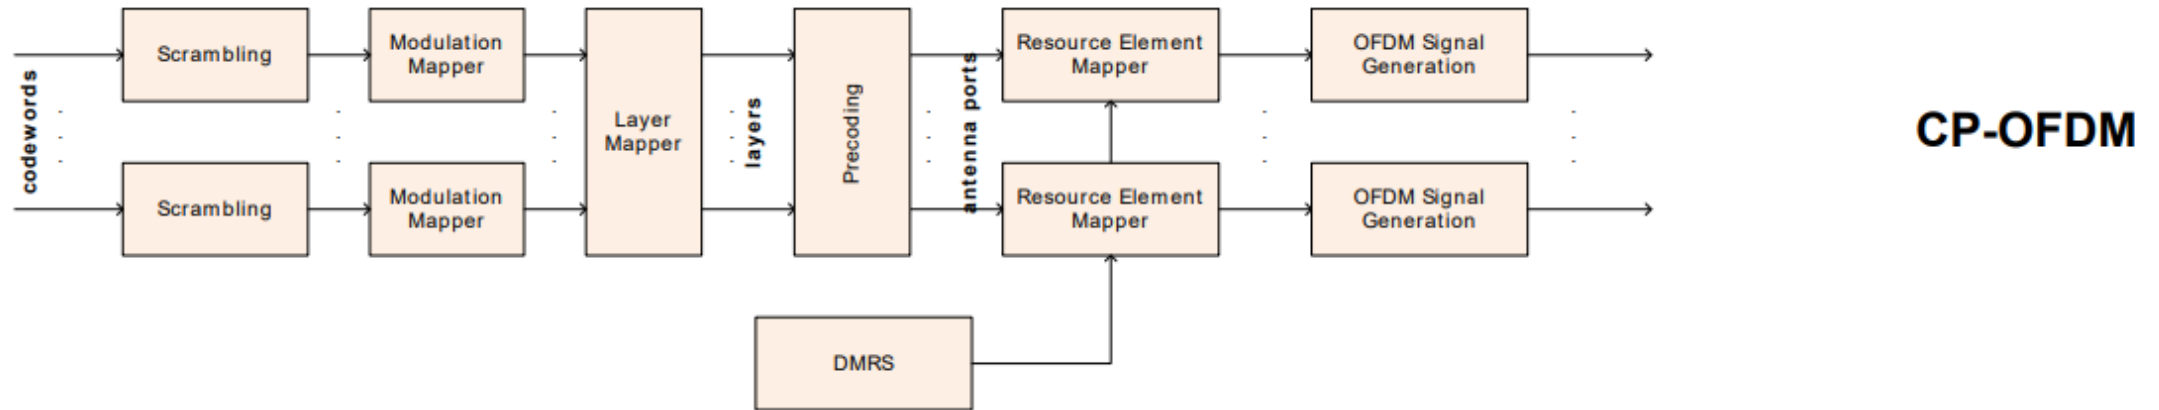 codewords
Scrambling
Modulation
Mapper
Layer
Mapper
layers
Precoding
antenna ports
Resource Element
Mapper
OFDM Signal
Generation
CP-OFDM
Scrambling
Modulation
Mapper
Resource Element
Mapper
OFDM Signal
Generation
DMRS